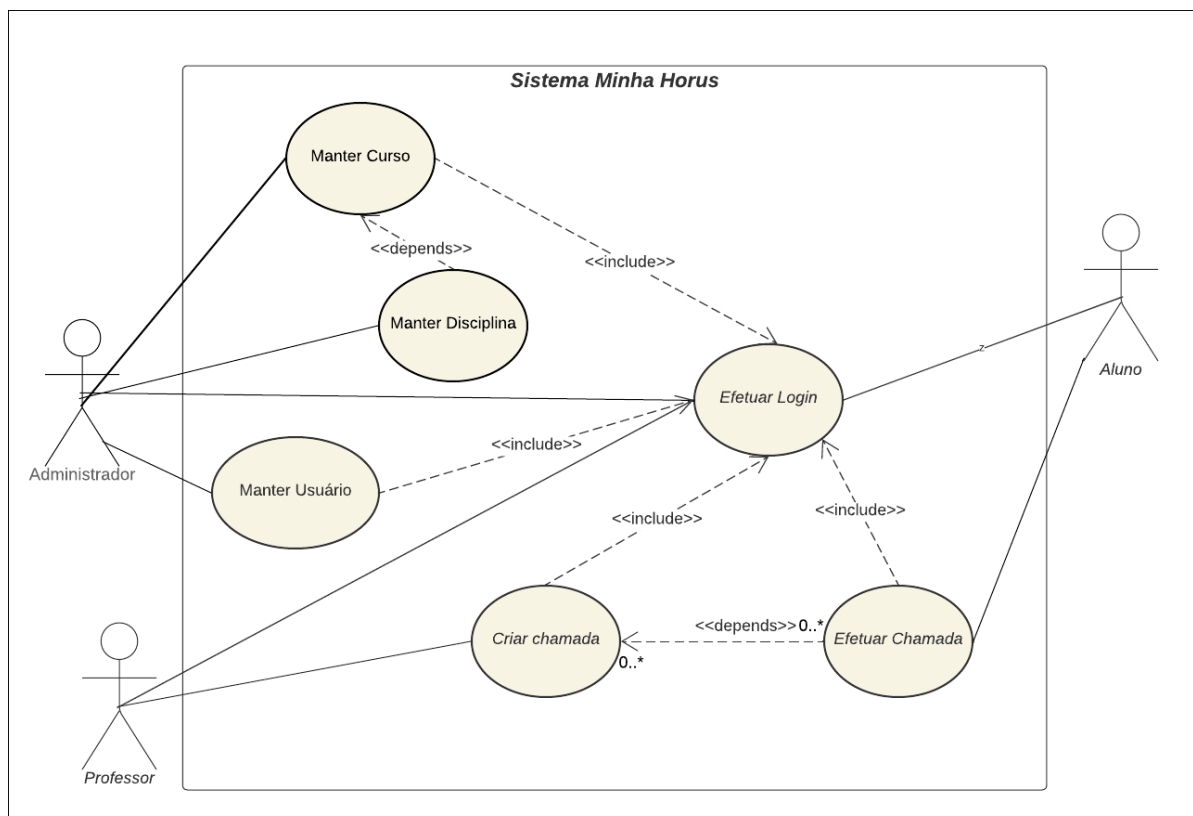 Sistema Minha Horus
Manter Curso
<<depends>>
<<include>>
Manter Disciplina
z
Aluno
Efetuar Login
<<include>>
Administrador
Manter Usuário
<<include>>
<<include>>
<<depends>> 0..*
Criar chamada
Efetuar Chamada
0..*
Professor